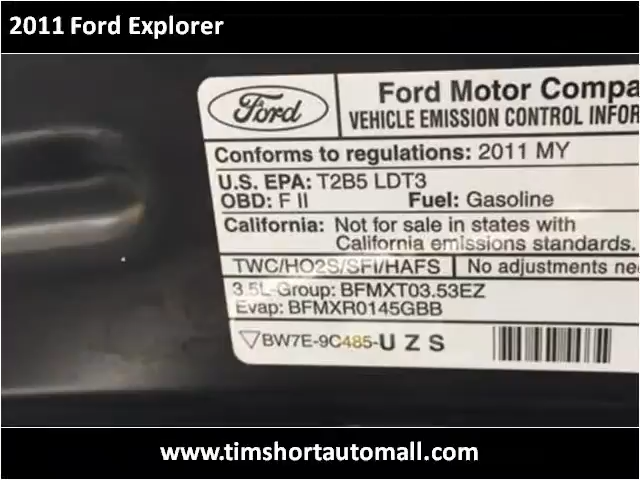 2011 Ford Explorer
Ford
Ford Motor Compa
VEHICLE EMISSION CONTROL INFOR
Conforms to regulations: 2011 MY
U.S. EPA: T2B5 LDT3
OBD: F II Fuel: Gasoline
California: Not for sale in states with
California emissions standards.
TWC/HO2S/SFI/HAFS No adjustments nee
3.5L-Group: BFMXT03.53EZ
Evap: BFMXR0145GBB
BW7E-9C485-U Z S
www.timshortautomall.com